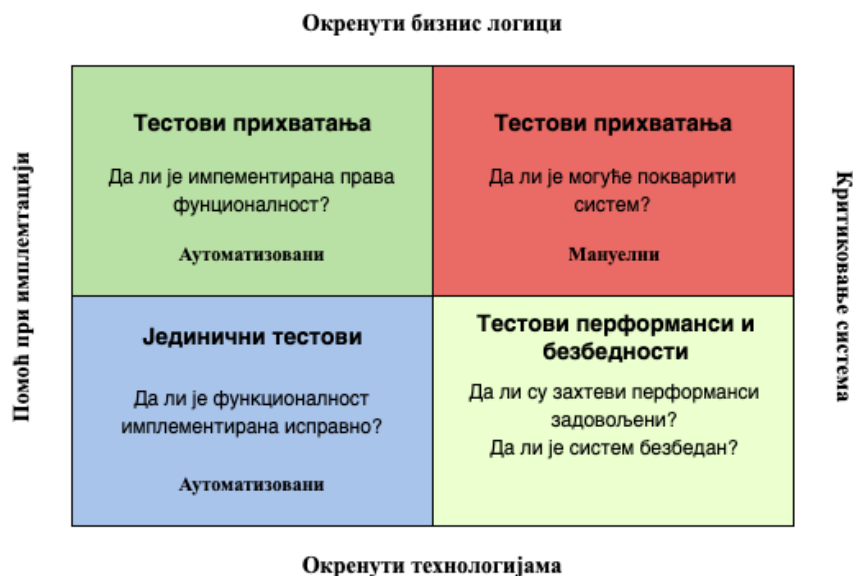 Окренути бизнис логици
Помоћ при имплемтацији
Тестови прихватања
Да ли је импементирана права
фунционалност?
Аутоматизовани
Тестови прихватања
Да ли је могуће покварити
систем?
Мануелни
Критиковање система
Јединични тестови
Да ли је функционалност
имплементирана исправно?
Аутоматизовани
Тестови перформанси и
безбедности
Да ли су захтеви перформанси
задовољени?
Да ли је систем безбедан?
Окренути технологијама